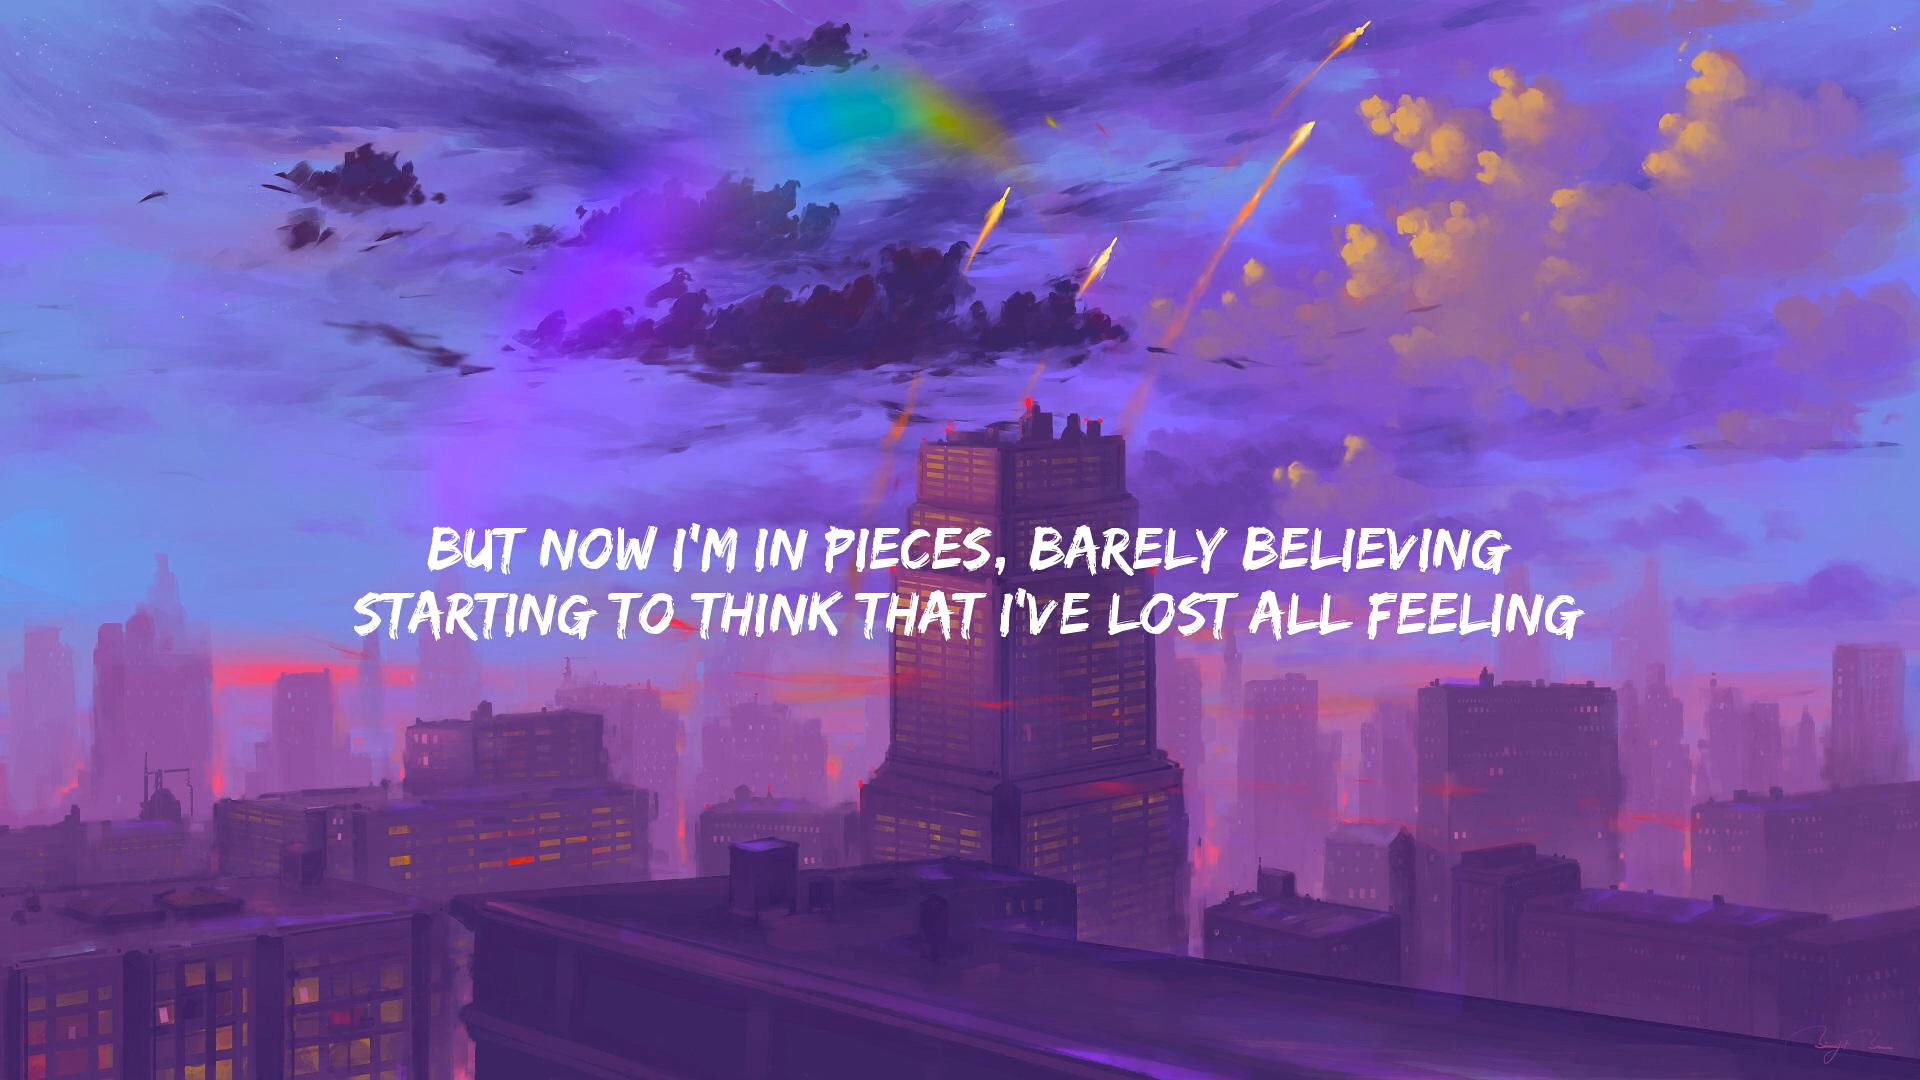 BUT NOW I'M IN PIECES, BARELY BELIEVING
STARTING TO THINK THAT I'VE LOST ALL FEELING